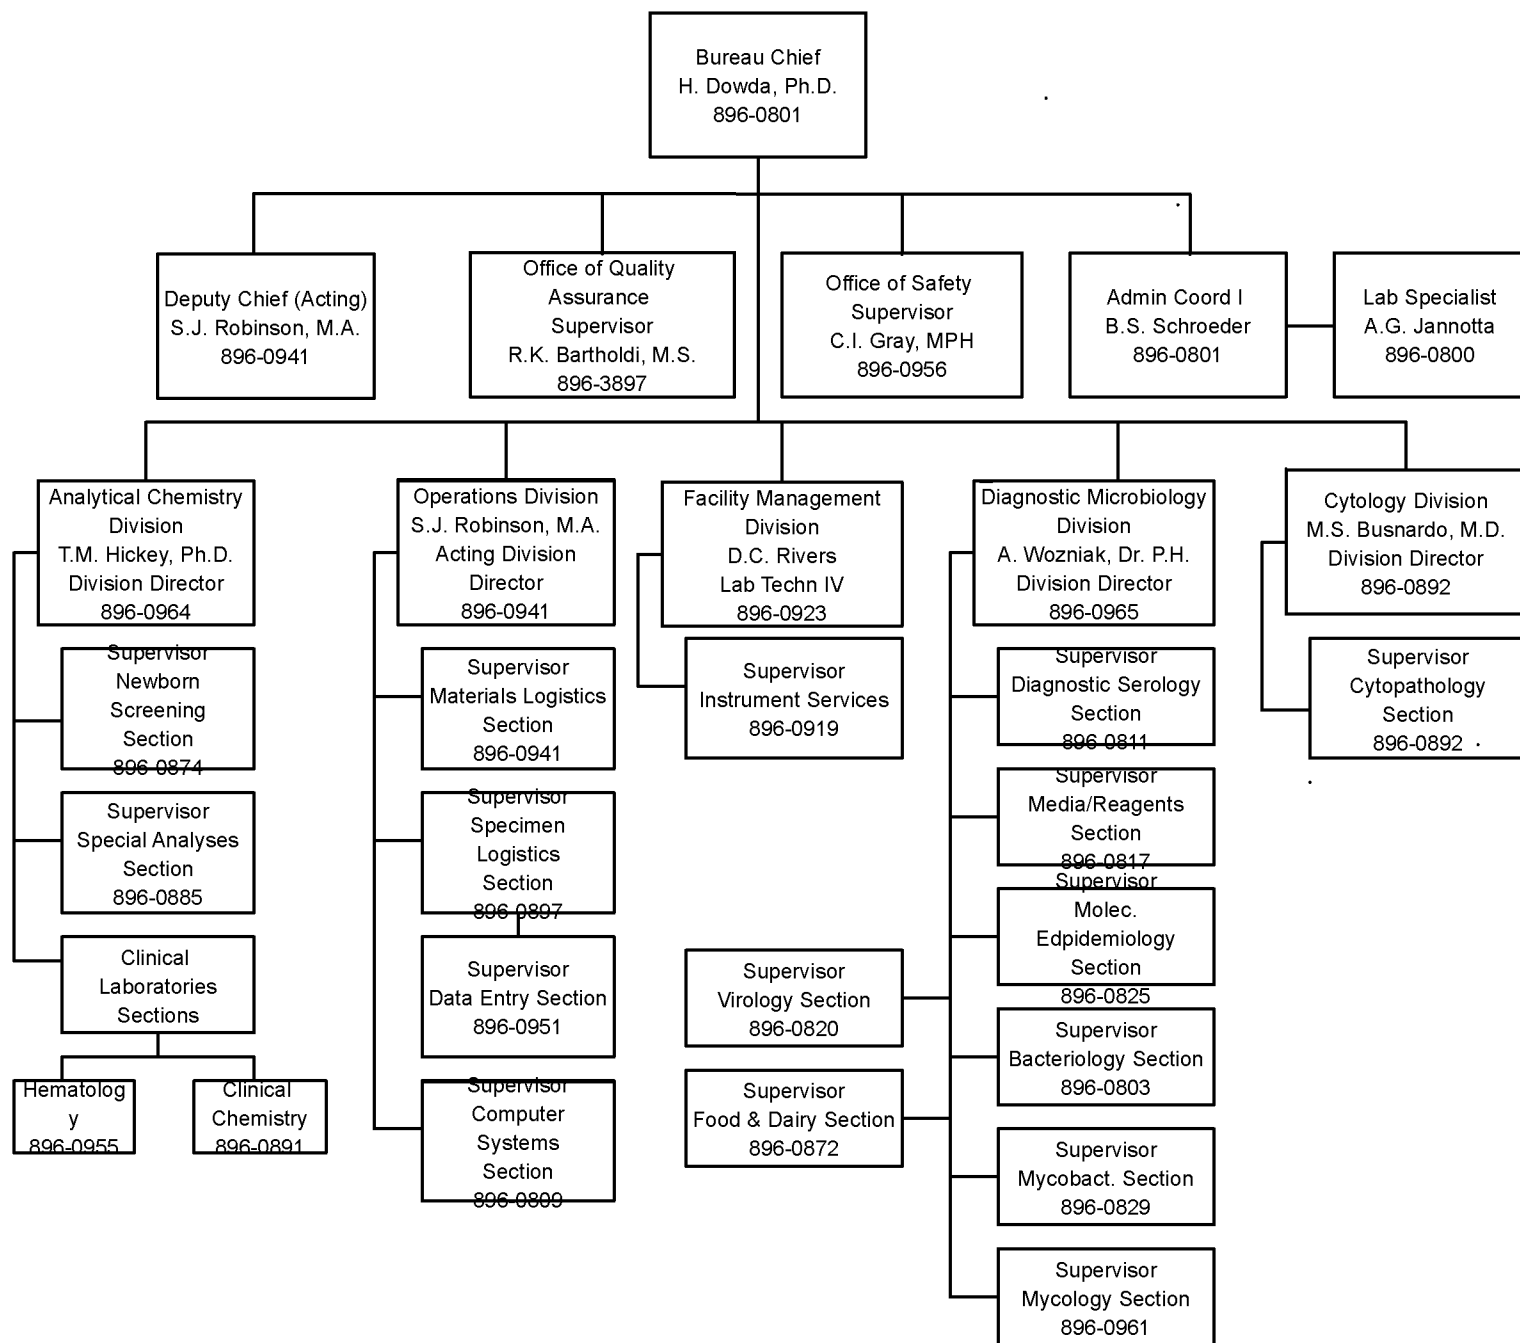 Bureau Chief
H. Dowda, Ph.D.
896-0801
Deputy Chief (Acting)
S.J. Robinson, M.A.
896-0941
Office of Quality
Assurance
Supervisor
R.K. Bartholdi, M.S.
896-3897
Office of Safety
Supervisor
C.I. Gray, MPH
896-0956
Admin Coord I
B.S. Schroeder
896-0801
Lab Specialist
A.G. Jannotta
896-0800
Analytical Chemistry
Division
T.M. Hickey, Ph.D.
Division Director
896-0964
Supervisor
Newborn
Screening
Section
896-0874
Supervisor
Special Analyses
Section
896-0885
Clinical
Laboratories
Sections
Hematolog
y
896-0955
Clinical
Chemistry
896-0891
Operations Division
S.J. Robinson, M.A.
Acting Division
Director
896-0941
Supervisor
Materials Logistics
Section
896-0941
Supervisor
Specimen
Logistics
Section
896-0897
Supervisor
Data Entry Section
896-0951
Supervisor
Computer
Systems
Section
896-0809
Facility Management
Division
D.C. Rivers
Lab Techn IV
896-0923
Supervisor
Instrument Services
896-0919
Diagnostic Microbiology
Division
A. Wozniak, Dr. P.H.
Division Director
896-0965
Supervisor
Diagnostic Serology
Section
896-0811
Supervisor
Media/Reagents
Section
896-0817
Supervisor
Molec.
Edpidemiology
Section
896-0825
Supervisor
Virology Section
896-0820
Supervisor
Bacteriology Section
896-0803
Supervisor
Food & Dairy Section
896-0872
Supervisor
Mycobact. Section
896-0829
Supervisor
Mycology Section
896-0961
Cytology Division
M.S. Busnardo, M.D.
Division Director
896-0892
Supervisor
Cytopathology
Section
896-0892